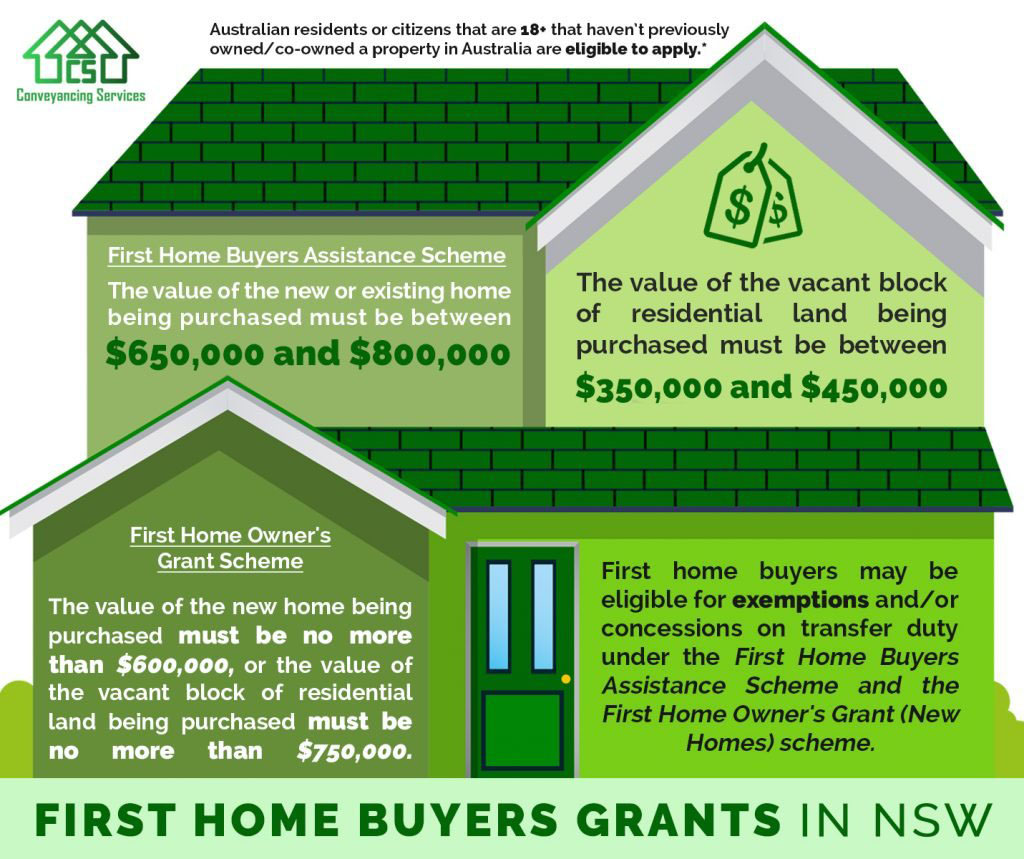 Australian residents or citizens that are 18+ that haven't previously
owned/co-owned a property in Australia are eligible to apply.*
CS
Conveyancing Services
First Home Buyers Assistance Scheme
The value of the new or existing home
being purchased must be between
$650,000 and $800,000
$ $
The value of the vacant block
of residential land being
purchased must be between
$350,000 and $450,000
First Home Owner's
Grant Scheme
The value of the new home being
purchased must be no more
than $600,000, or the value of
the vacant block of residential
land being purchased must be
no more than $750,000.
First home buyers may be
eligible for exemptions and/or
concessions on transfer duty
under the First Home Buyers
Assistance Scheme and the
First Home Owner's Grant (New
Homes) scheme.
FIRST HOME BUYERS GRANTS IN NSW